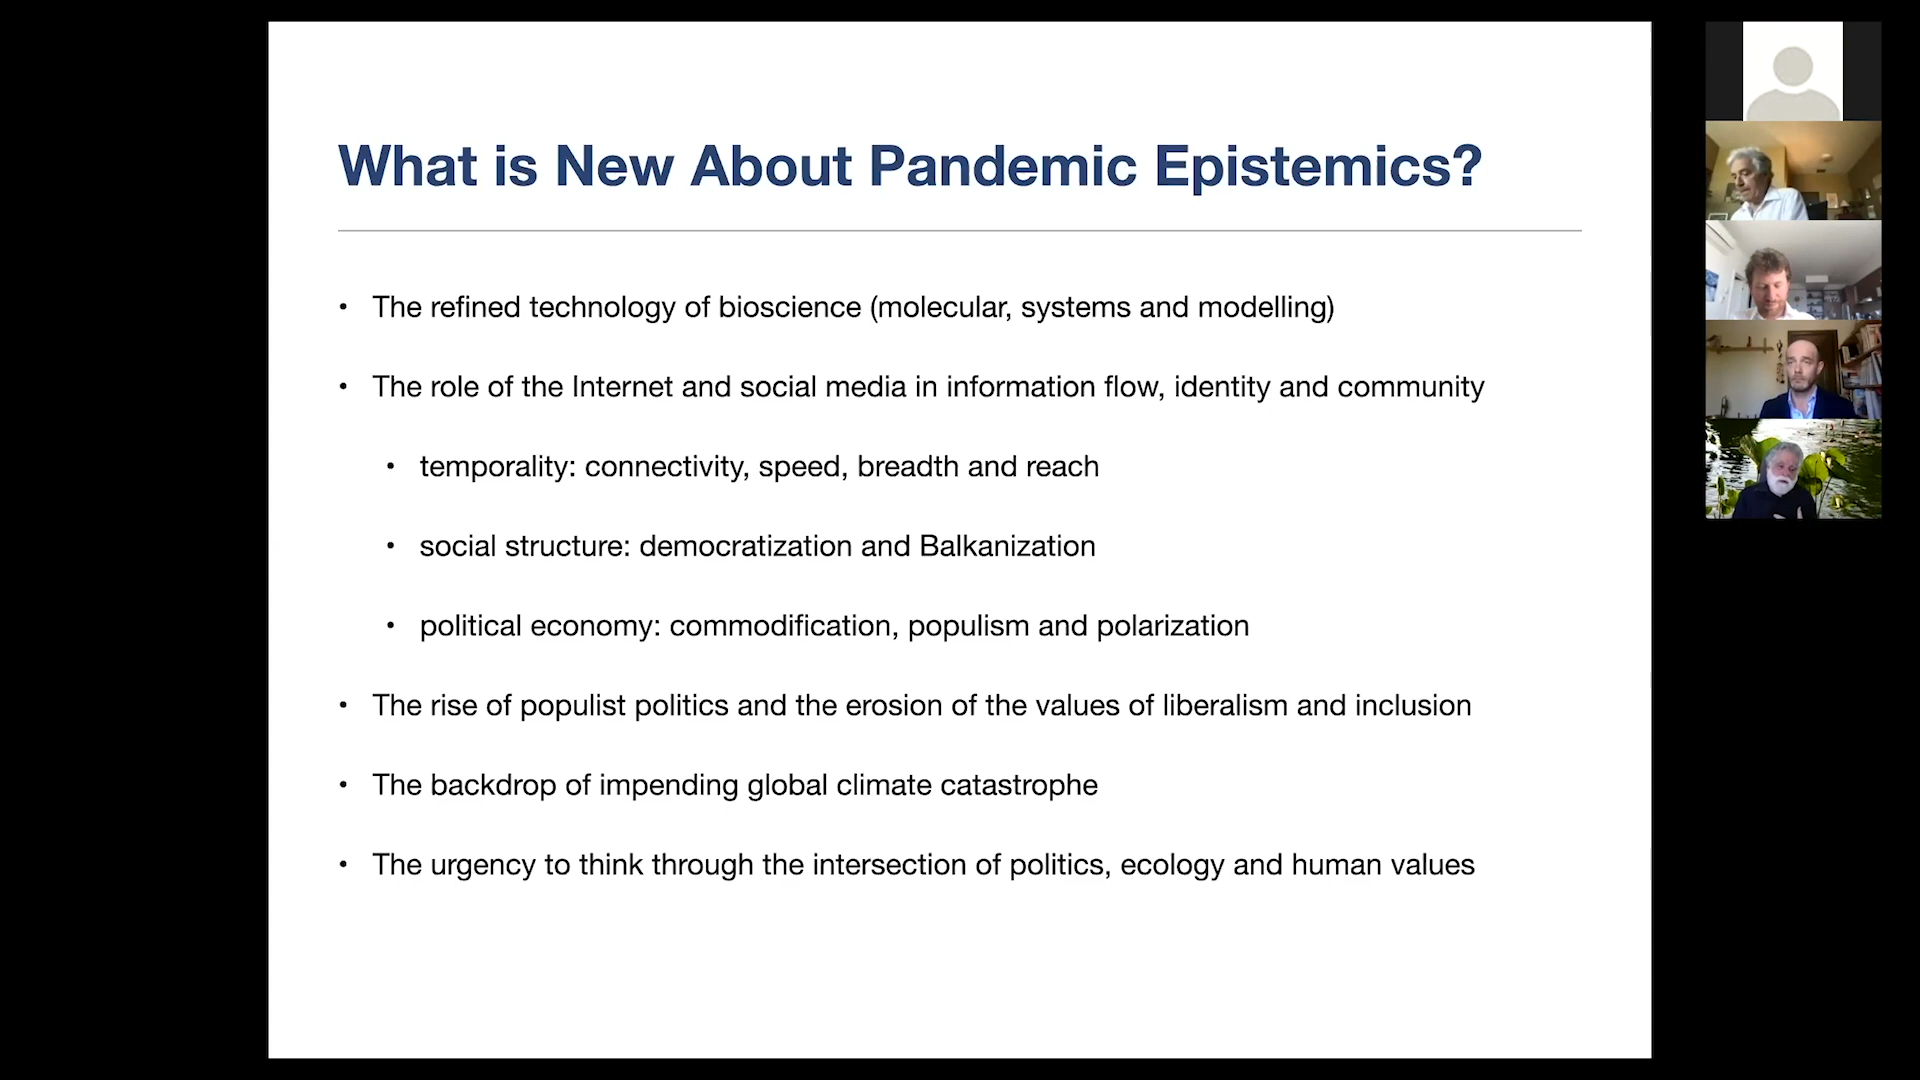 What is New About Pandemic Epistemics?
• The refined technology of bioscience (molecular, systems and modelling)
• The role of the Internet and social media in information flow, identity and community
• temporality: connectivity, speed, breadth and reach
• social structure: democratization and Balkanization
• political economy: commodification, populism and polarization
• The rise of populist politics and the erosion of the values of liberalism and inclusion
• The backdrop of impending global climate catastrophe
• The urgency to think through the intersection of politics, ecology and human values